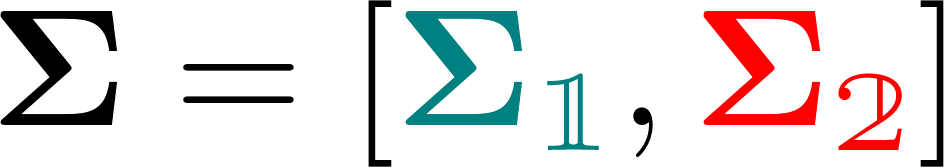 𝚺 = [𝚺𝟙, 𝚺𝟚]